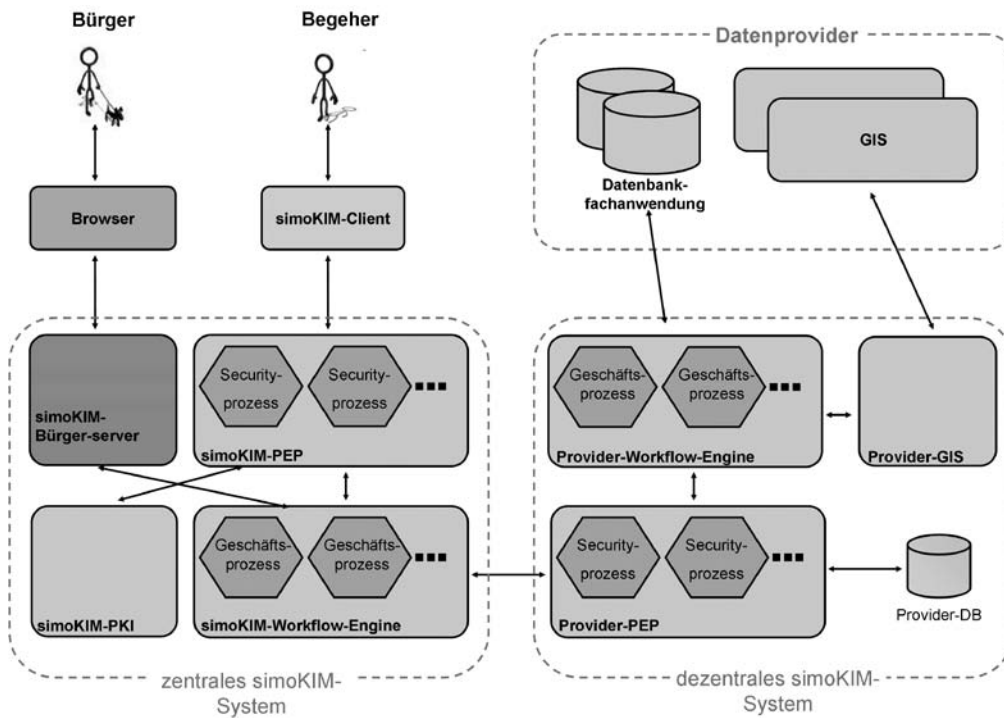 Bürger
Begeher
Datenprovider
GIS
Datenbank-
fachanwendung
Browser
simoKIM-Client
Security-
prozess
Security-
prozess
simoKIM-
Bürger-server
simoKIM-PEP
Geschäfts-
prozess
Geschäfts-
prozess
Provider-Workflow-Engine
Provider-GIS
Geschäfts-
prozess
Geschäfts-
prozess
simoKIM-PKI
simoKIM-Workflow-Engine
Security-
prozess
Security-
prozess
Provider-PEP
Provider-DB
zentrales simoKIM-
System
dezentrales simoKIM-
System